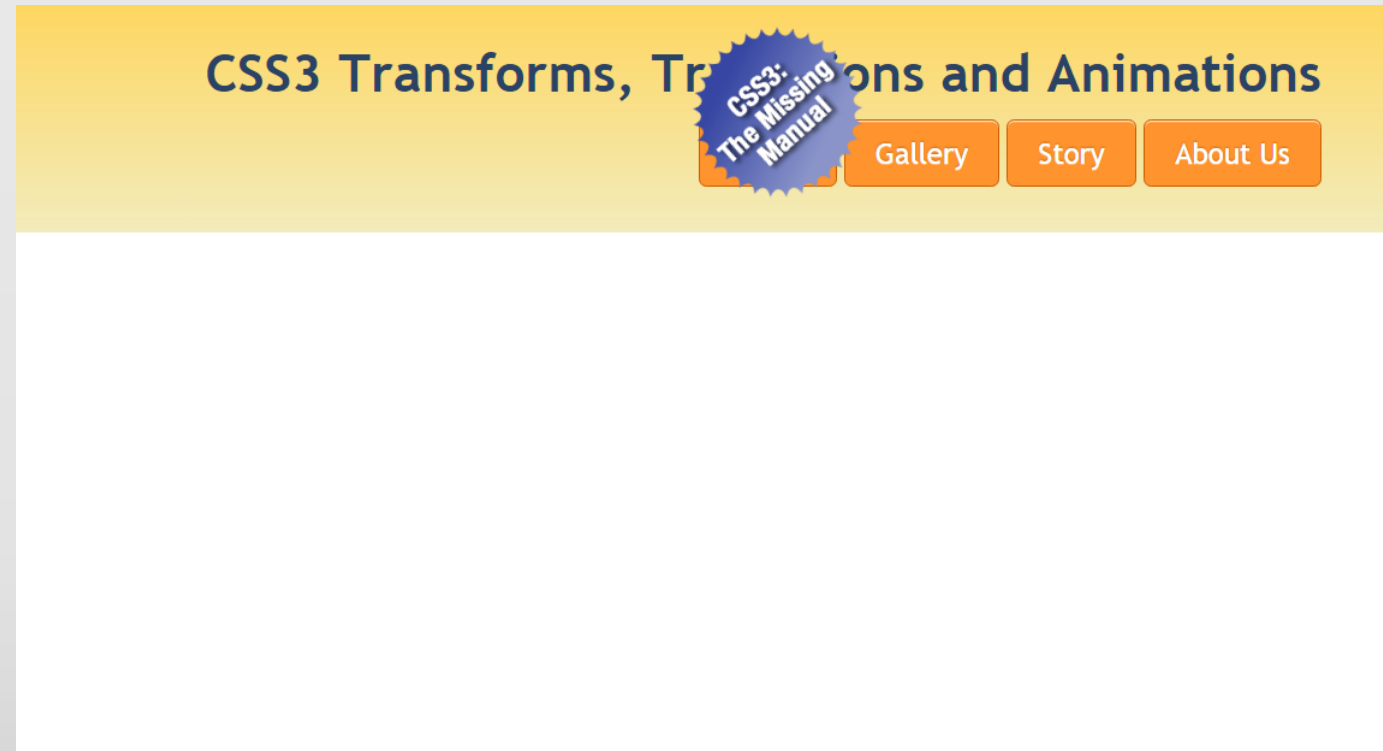 CSS3 Transforms, Tr ons and Animations
CSS3:
The Missing
Manual
Gallery
Story
About Us